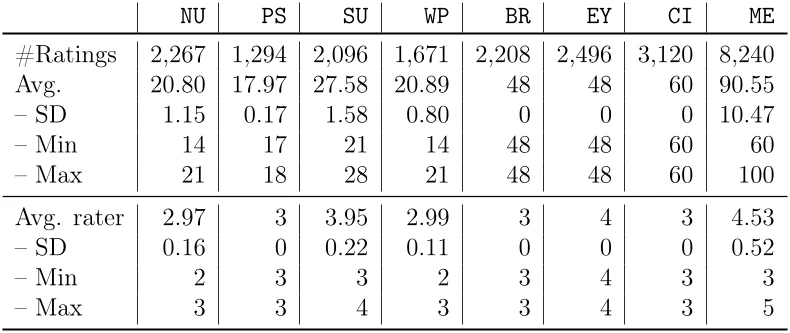 NU PS SU WP BR EY CI ME
#Ratings 2,267 1,294 2,096 1,671 2,208 2,496 3,120 8,240
Avg. 20.80 17.97 27.58 20.89 48 48 60 90.55
– SD 1.15 0.17 1.58 0.80 0 0 0 10.47
– Min 14 17 21 14 48 48 60 60
– Max 21 18 28 21 48 48 60 100
Avg. rater 2.97 3 3.95 2.99 3 4 3 4.53
– SD 0.16 0 0.22 0.11 0 0 0 0.52
– Min 2 3 3 2 3 4 3 3
– Max 3 3 4 3 3 4 3 5